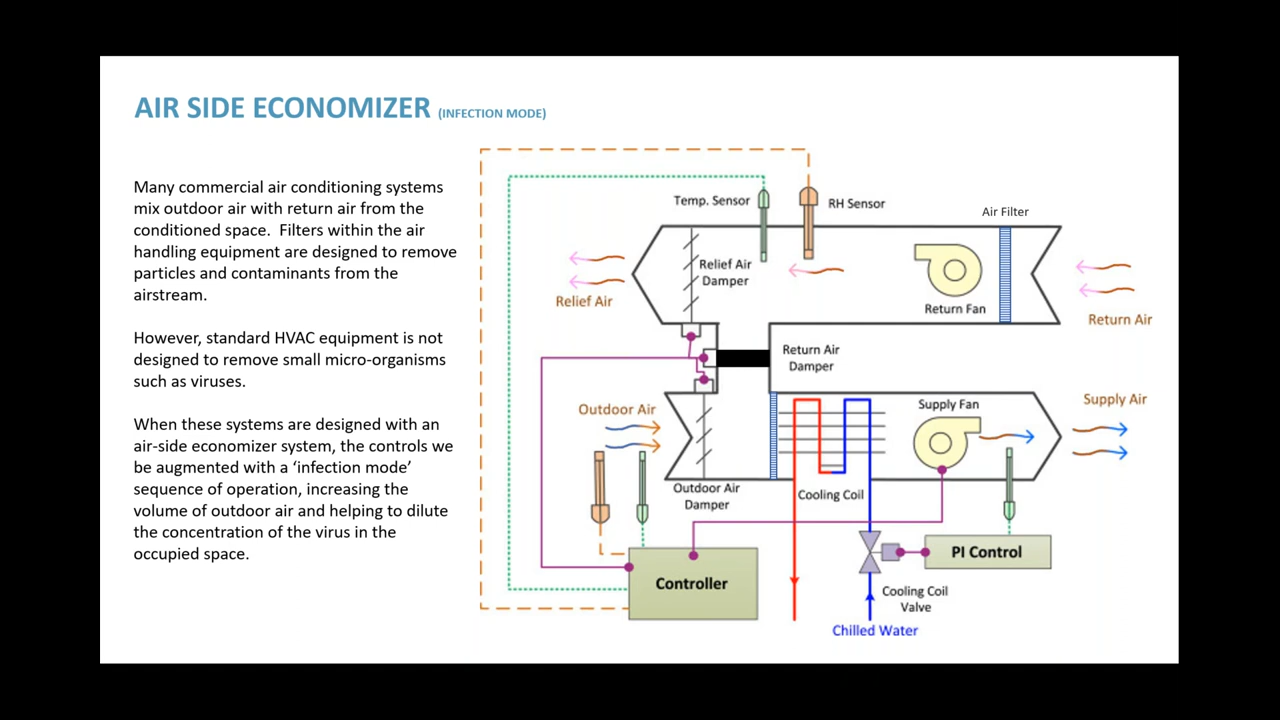 AIR SIDE ECONOMIZER (INFECTION MODE)
Many commercial air conditioning systems
mix outdoor air with return air from the
conditioned space. Filters within the air
handling equipment are designed to remove
particles and contaminants from the
airstream.
However, standard HVAC equipment is not
designed to remove small micro-organisms
such as viruses.
When these systems are designed with an
air-side economizer system, the controls we
be augmented with a ‘infection mode’
sequence of operation, increasing the
volume of outdoor air and helping to dilute
the concentration of the virus in the
occupied space.
Temp. Sensor
RH Sensor
Air Filter
Relief Air
Damper
Relief Air
Return Fan
Return Air
Return Air
Damper
Outdoor Air
Supply Fan
Supply Air
Outdoor Air
Damper
Cooling Coil
Controller
PI Control
Cooling Coil
Valve
Chilled Water